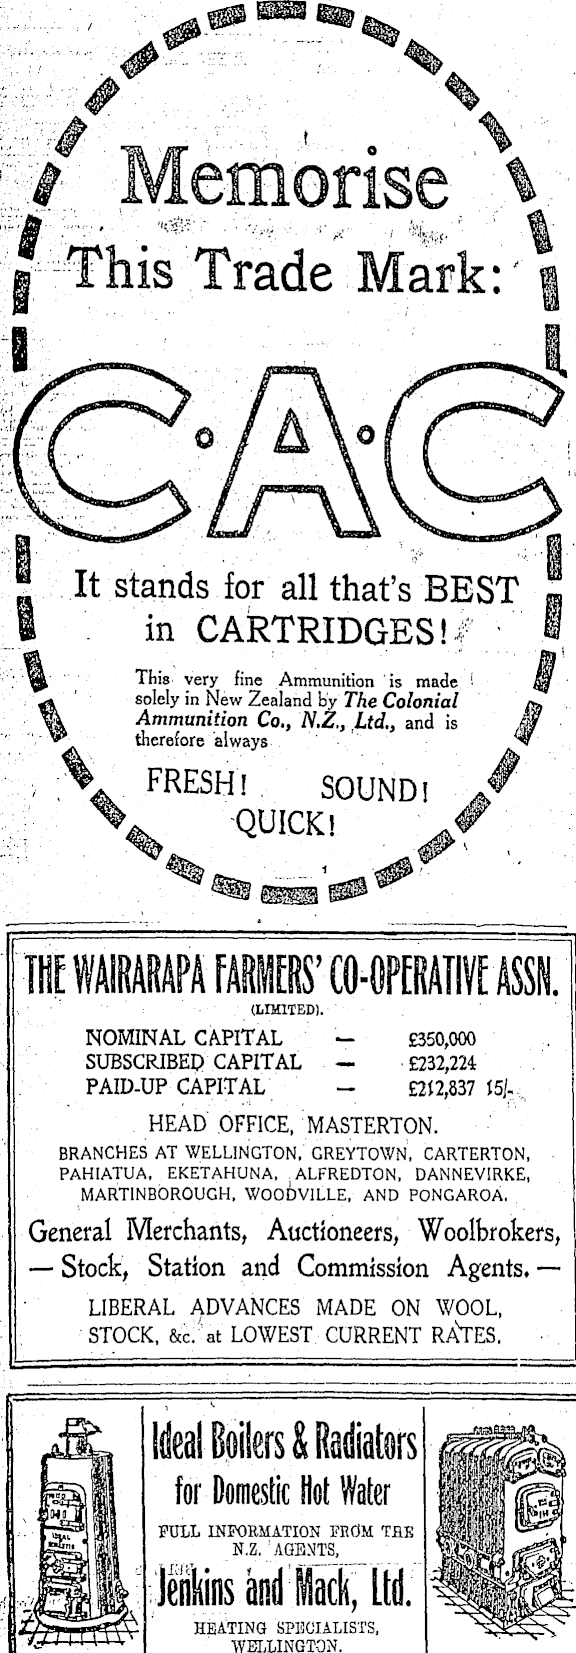 Memorise
This Trade Mark:
C·A·C
It stands for all that's BEST
in CARTRIDGES!
This very fine Ammunition is made
solely in New Zealand by The Colonial
Ammunition Co., N.Z., Ltd., and is
therefore always
FRESH! SOUND!
QUICK!
1
THE WAIRARAPA FARMERS' CO-OPERATIVE ASSN.
(LIMITED).
NOMINAL CAPITAL — £350,000
SUBSCRIBED CAPITAL — £232,224
PAID-UP CAPITAL — £212,837 15/-
HEAD OFFICE, MASTERTON.
BRANCHES AT WELLINGTON, GREYTOWN, CARTERTON,
PAHIATUA, EKETAHUNA, ALFREDTON, DANNEVIRKE,
MARTINBOROUGH, WOODVILLE, AND PONGAROA.
General Merchants, Auctioneers, Woolbrokers,
— Stock, Station and Commission Agents. —
LIBERAL ADVANCES MADE ON WOOL,
STOCK, &c. at LOWEST CURRENT RATES.
Ideal Boilers & Radiators
for Domestic Hot Water
FULL INFORMATION FROM THE
N.Z. AGENTS,
Jenkins and Mack, Ltd.
HEATING SPECIALISTS,
WELLINGTON.